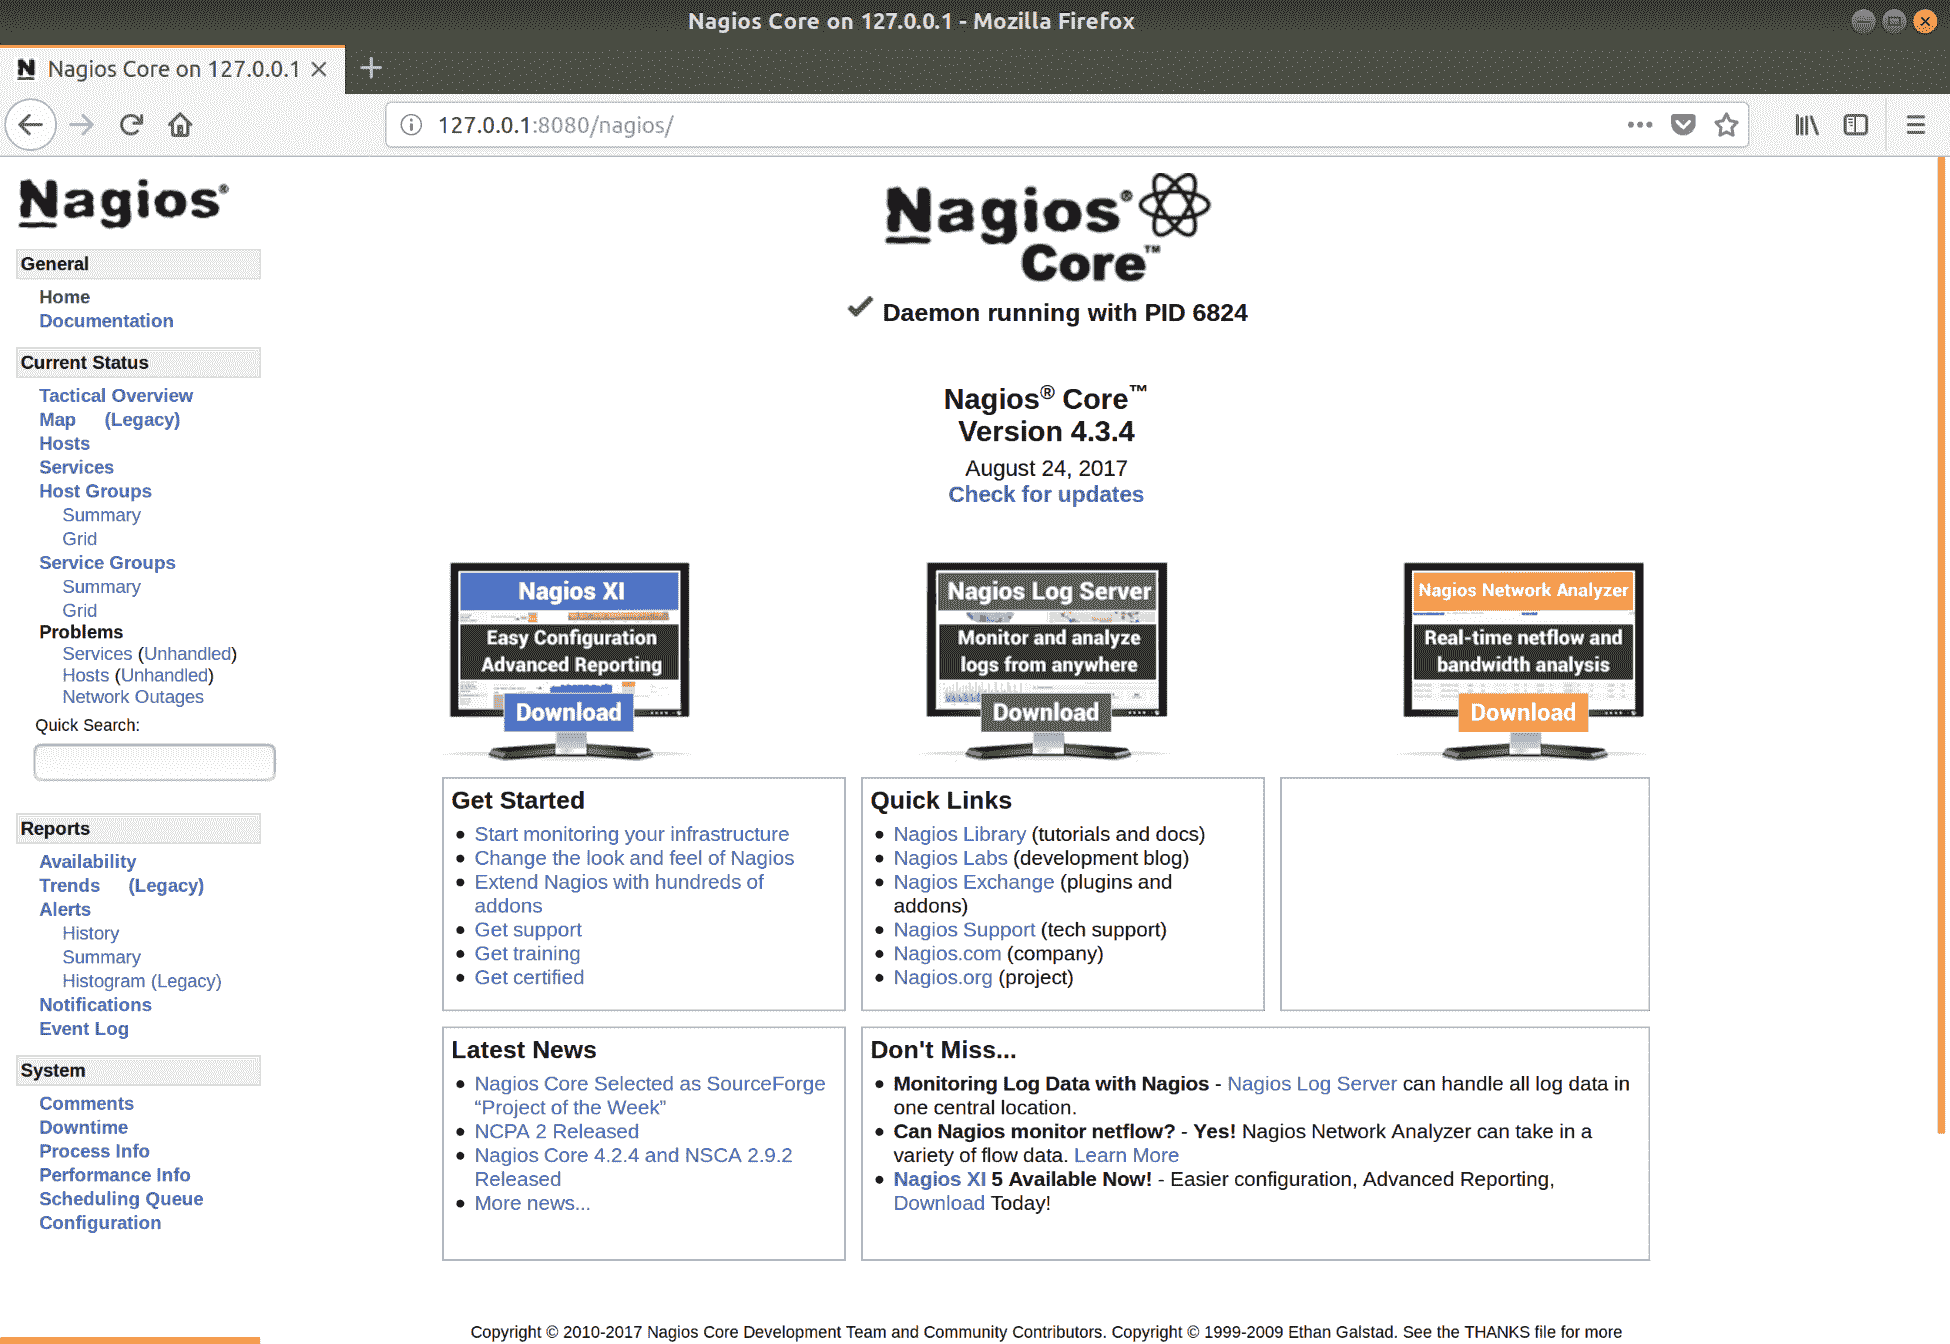 Nagios Core on 127.0.0.1 - Mozilla Firefox
Nagios Core on 127.0.0.1
127.0.0.1:8080/nagios/
Nagios®
General
Home
Documentation
Current Status
Tactical Overview
Map (Legacy)
Hosts
Services
Host Groups
Summary
Grid
Service Groups
Summary
Grid
Problems
Services (Unhandled)
Hosts (Unhandled)
Network Outages
Quick Search:
Reports
Availability
Trends (Legacy)
Alerts
History
Summary
Histogram (Legacy)
Notifications
Event Log
System
Comments
Downtime
Process Info
Performance Info
Scheduling Queue
Configuration
Nagios®
Core™
Daemon running with PID 6824
Nagios® Core™
Version 4.3.4
August 24, 2017
Check for updates
Nagios XI
Easy Configuration
Advanced Reporting
Download
Nagios Log Server
Monitor and analyze
logs from anywhere
Download
Nagios Network Analyzer
Real-time netflow and
bandwidth analysis
Download
Get Started
Start monitoring your infrastructure
Change the look and feel of Nagios
Extend Nagios with hundreds of
addons
Get support
Get training
Get certified
Quick Links
Nagios Library (tutorials and docs)
Nagios Labs (development blog)
Nagios Exchange (plugins and
addons)
Nagios Support (tech support)
Nagios.com (company)
Nagios.org (project)
Latest News
Nagios Core Selected as SourceForge
“Project of the Week”
NCPA 2 Released
Nagios Core 4.2.4 and NSCA 2.9.2
Released
More news...
Don't Miss...
Monitoring Log Data with Nagios - Nagios Log Server can handle all log data in
one central location.
Can Nagios monitor netflow? - Yes! Nagios Network Analyzer can take in a
variety of flow data. Learn More
Nagios XI 5 Available Now! - Easier configuration, Advanced Reporting,
Download Today!
Copyright © 2010-2017 Nagios Core Development Team and Community Contributors. Copyright © 1999-2009 Ethan Galstad. See the THANKS file for more